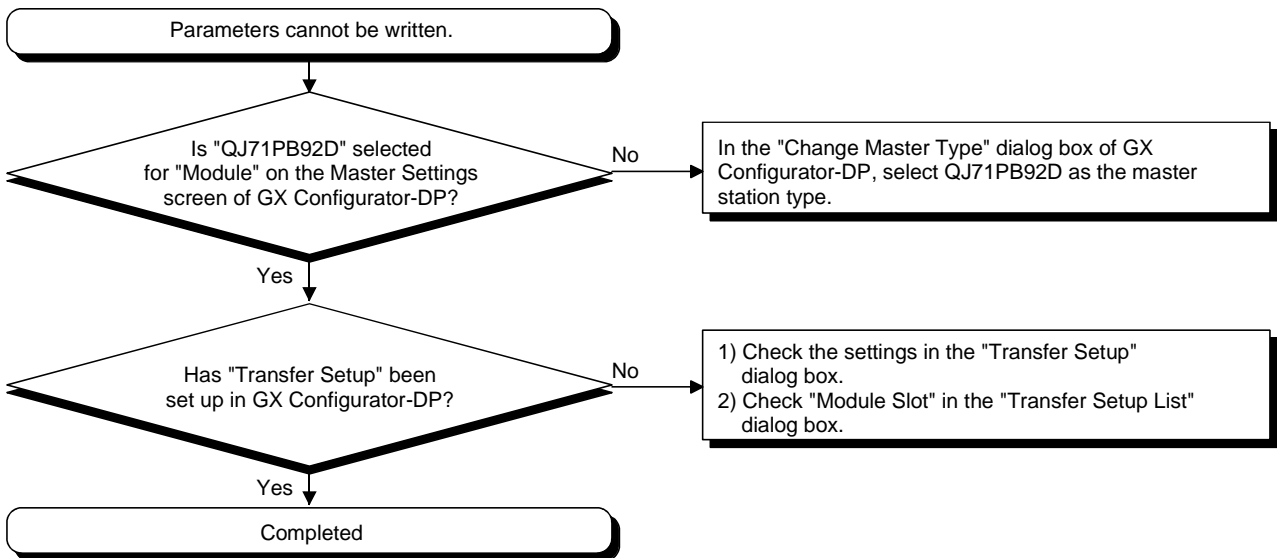 Parameters cannot be written.
Is "QJ71PB92D" selected
for "Module" on the Master Settings
screen of GX Configurator-DP?
No
In the "Change Master Type" dialog box of GX
Configurator-DP, select QJ71PB92D as the master
station type.
Yes
Has "Transfer Setup" been
set up in GX Configurator-DP?
No
1) Check the settings in the "Transfer Setup"
dialog box.
2) Check "Module Slot" in the "Transfer Setup List"
dialog box.
Yes
Completed